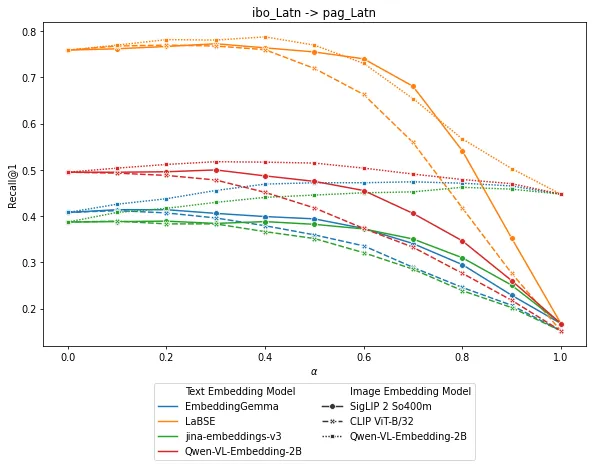 ibo_Latn -> pag_Latn
Recall@1
0.8
0.7
0.6
0.5
0.4
0.3
0.2
0.0
0.2
0.4
0.6
0.8
1.0
α
Text Embedding Model
EmbeddingGemma
LaBSE
jina-embeddings-v3
Qwen-VL-Embedding-2B
Image Embedding Model
SigLIP 2 So400m
CLIP ViT-B/32
Qwen-VL-Embedding-2B